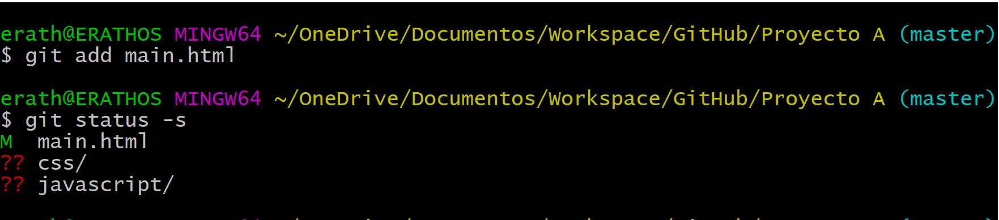 erath@ERATHOS MINGW64 ~/OneDrive/Documentos/Workspace/GitHub/Proyecto A (master)
$ git add main.html
erath@ERATHOS MINGW64 ~/OneDrive/Documentos/Workspace/GitHub/Proyecto A (master)
$ git status -s
M  main.html
?? css/
?? javascript/